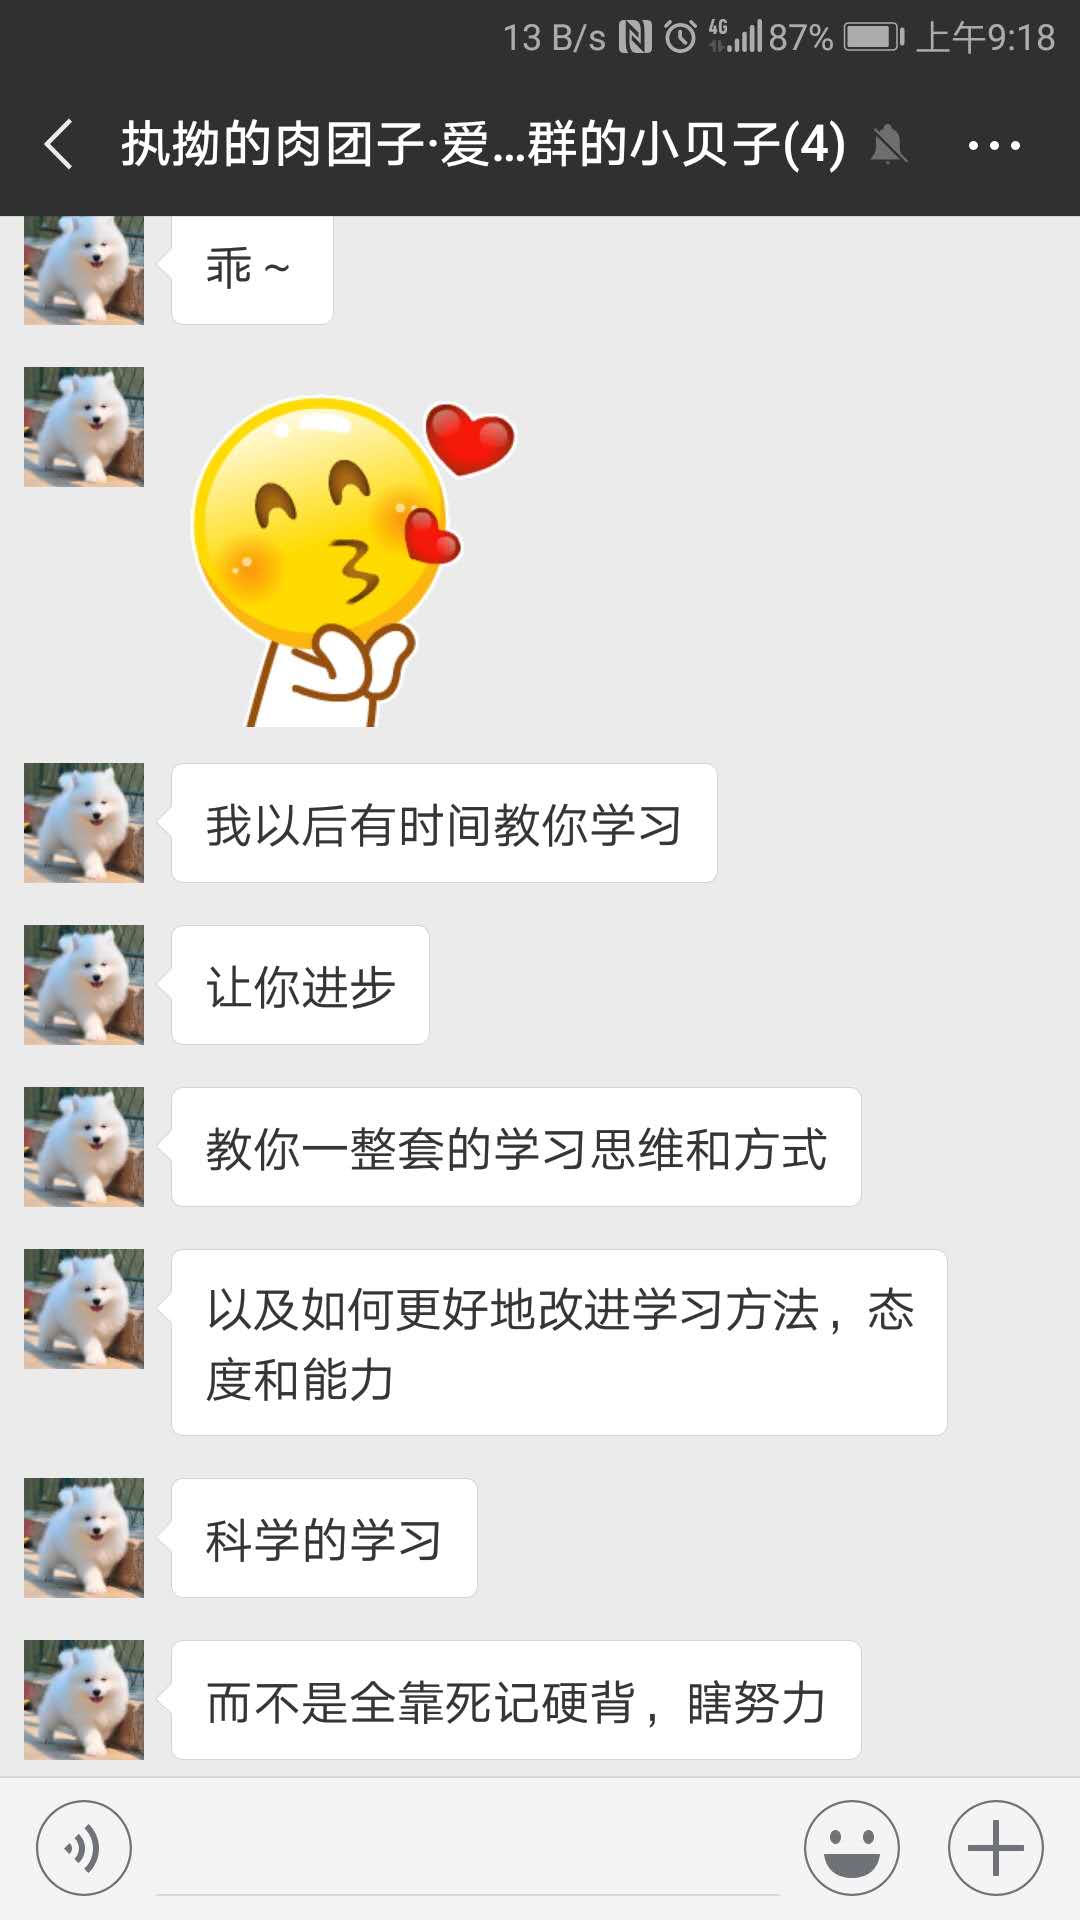 13 B/s 4G 87% 上午9:18
执拗的肉团子·爱...群的小贝子(4)
乖~
我以后有时间教你学习
让你进步
教你一整套的学习思维和方式
以及如何更好地改进学习方法，态
度和能力
科学的学习
而不是全靠死记硬背，瞎努力